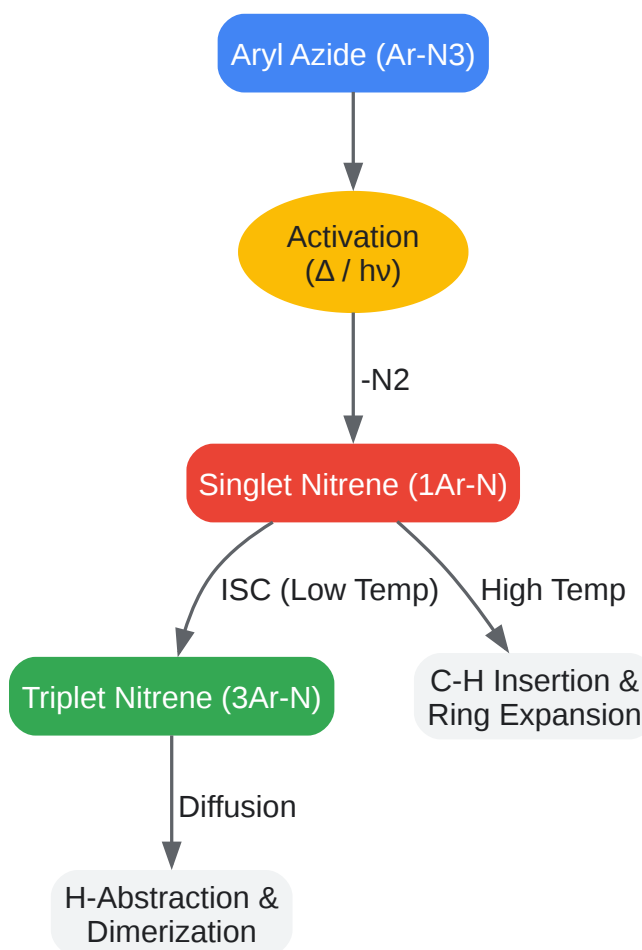 Aryl Azide (Ar-N3)
Activation
(Δ / hν)
-N2
Singlet Nitrene (1Ar-N)
ISC (Low Temp)
High Temp
Triplet Nitrene (3Ar-N)
C-H Insertion &
Ring Expansion
Diffusion
H-Abstraction &
Dimerization